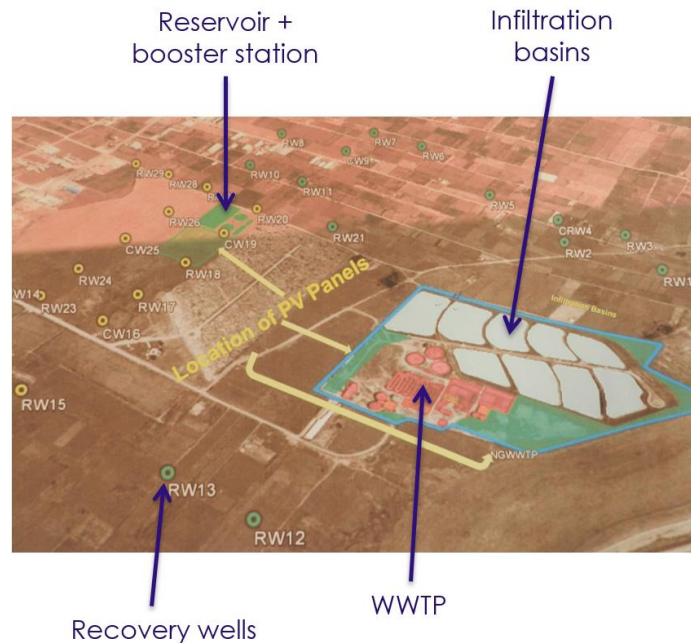 Reservoir +
booster station
Infiltration
basins
RW8
RW7
CW9
RW6
RW29
RW28
RW10
RW11
RW5
RW26
RW20
CW19
RW21
CRW4
RW3
RW2
CW25
RW18
RW1
RW24
RW23
RW17
CW16
Location of PV Panels
Infiltration Basins
RW15
NGWWTP
RW13
RW12
WWTP
Recovery wells